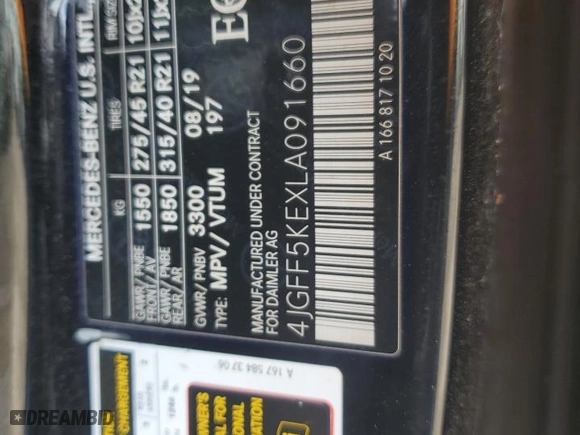 MERCEDES-BENZ U.S. INTL.
KG TIRES
GAWR/ PNBE 1550 275/45 R21
FRONT/ AV
GAWR/ PNBE 1850 315/40 R21
REAR/ AR
GVWR/ PNBV 3300 08/19
TYPE: MPV/ VTUM 197
MANUFACTURED UNDER CONTRACT
FOR DAIMLER AG
4JGFF5KEXLA091660
A 166 817 10 20
A 167 584 37 06
DREAMBID